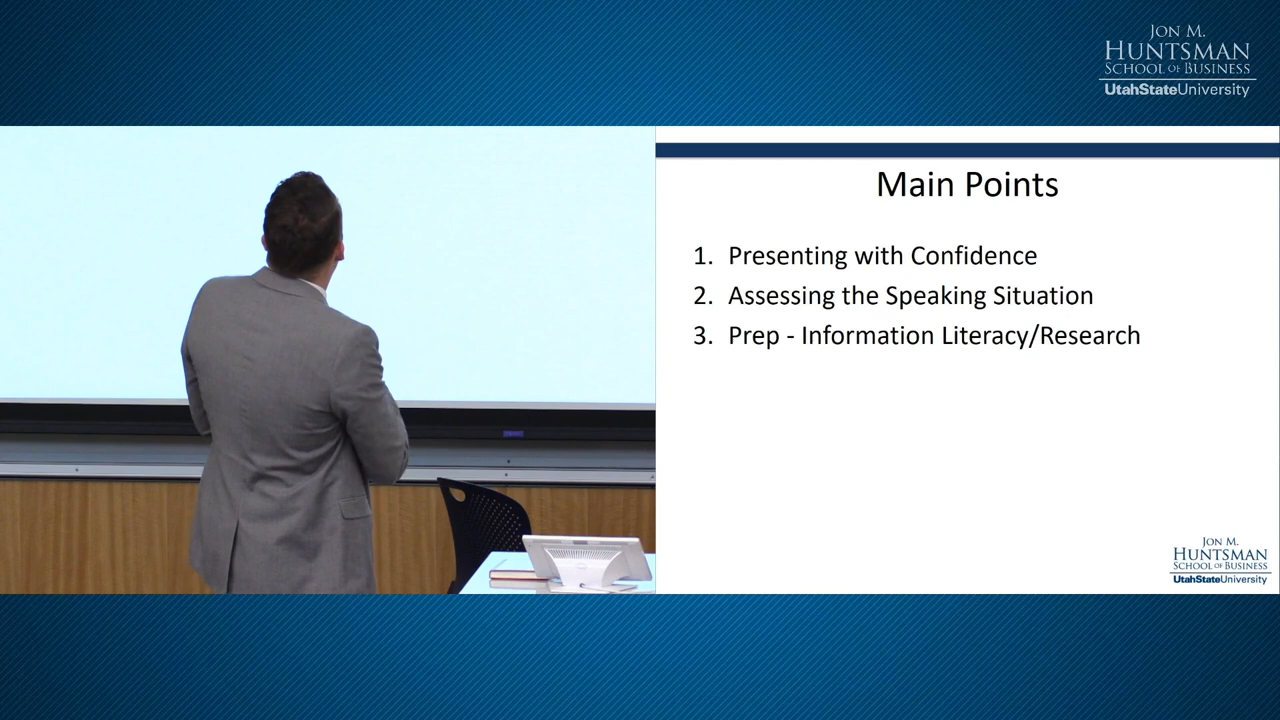 JON M.
HUNTSMAN
SCHOOL OF BUSINESS
UtahStateUniversity
Main Points
1. Presenting with Confidence
2. Assessing the Speaking Situation
3. Prep - Information Literacy/Research
JON M.
HUNTSMAN
SCHOOL OF BUSINESS
UtahStateUniversity